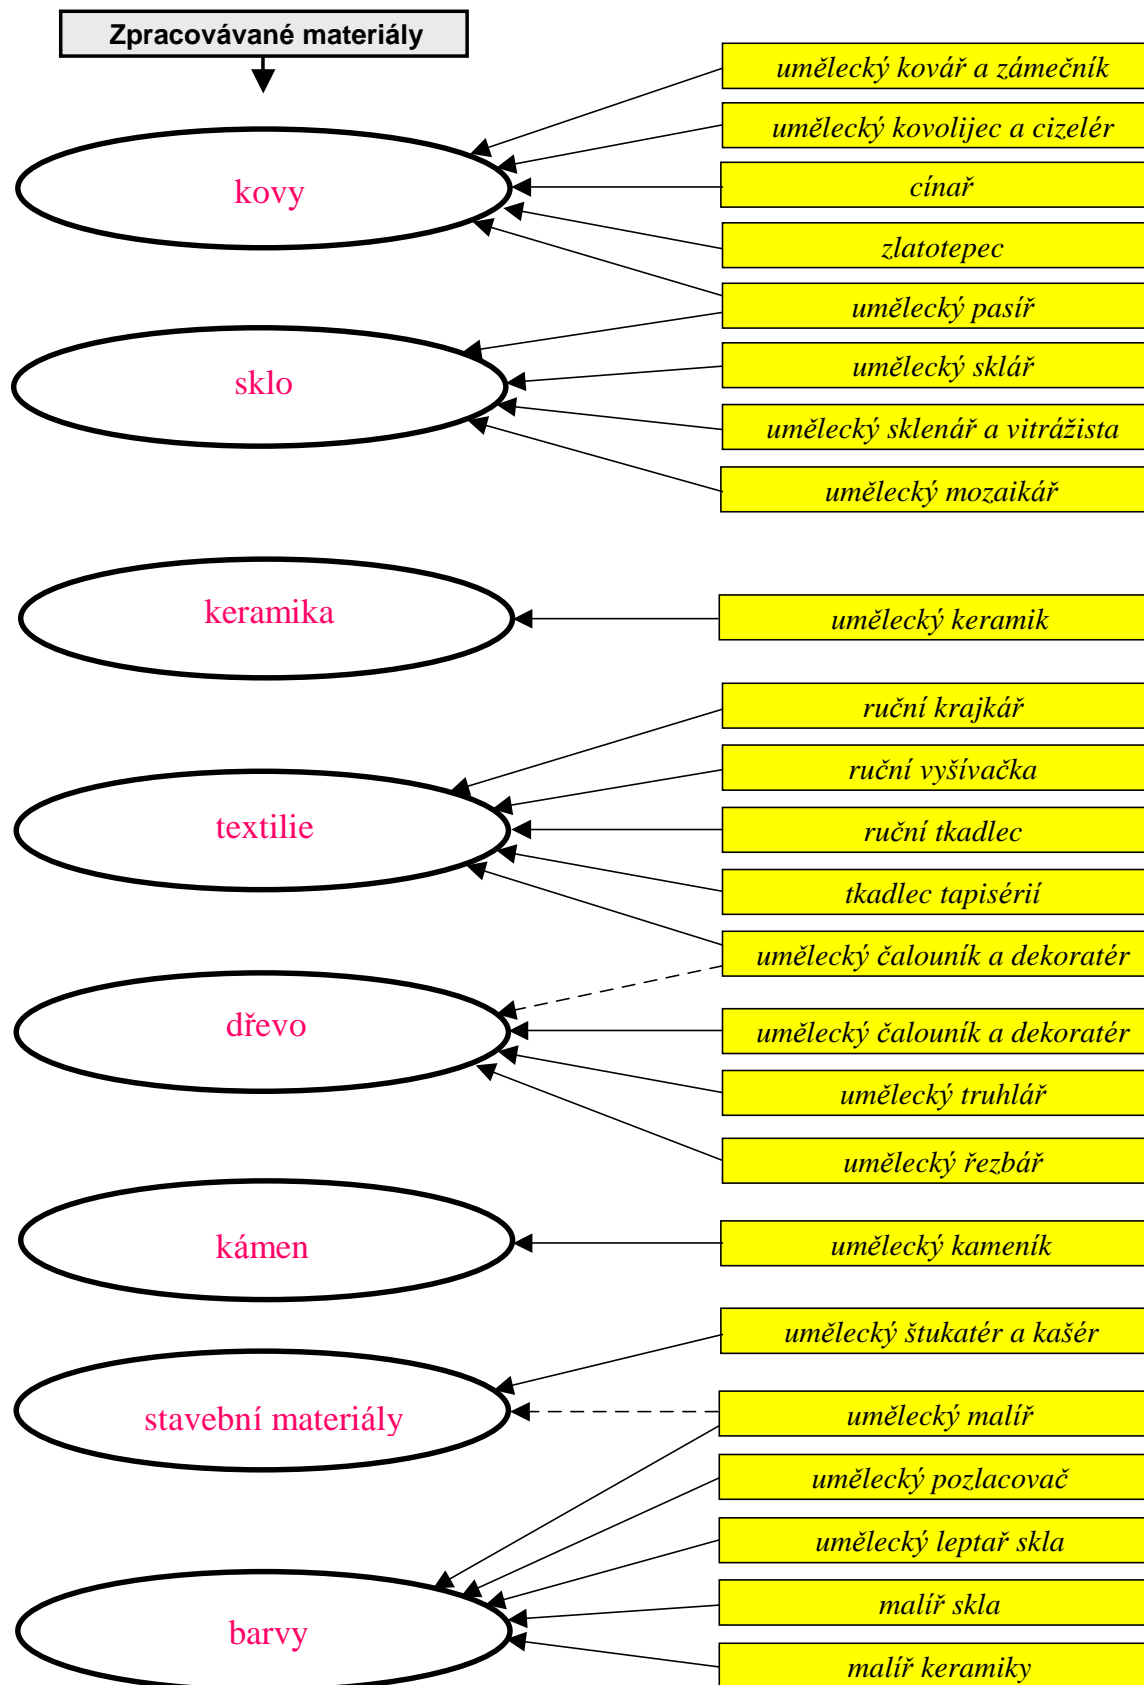 Zpracovávané materiály
umělecký kovář a zámečník
umělecký kovolijec a cizelér
kovy
cínař
zlatotepec
umělecký pasíř
umělecký sklář
sklo
umělecký sklenář a vitrážista
umělecký mozaikář
keramika
umělecký keramik
ruční krajkář
ruční vyšívačka
textilie
ruční tkadlec
tkadlec tapisérií
umělecký čalouník a dekoratér
dřevo
umělecký čalouník a dekoratér
umělecký truhlář
umělecký řezbář
kámen
umělecký kameník
umělecký štukatér a kašér
stavební materiály
umělecký malíř
umělecký pozlacovač
umělecký leptař skla
malíř skla
barvy
malíř keramiky